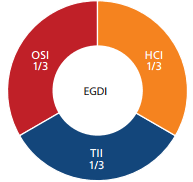 OSI
1/3
HCI
1/3
EGDI
TII
1/3